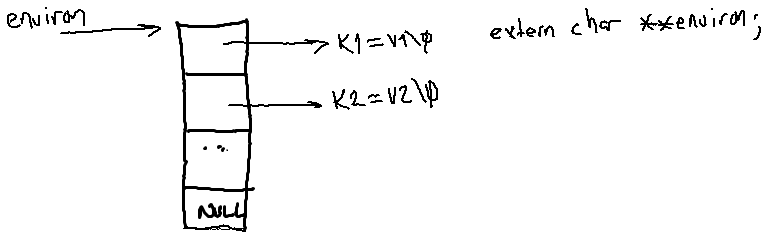 environ
K1=V1\0
extern char **environ;
K2=V2\0
...
NULL